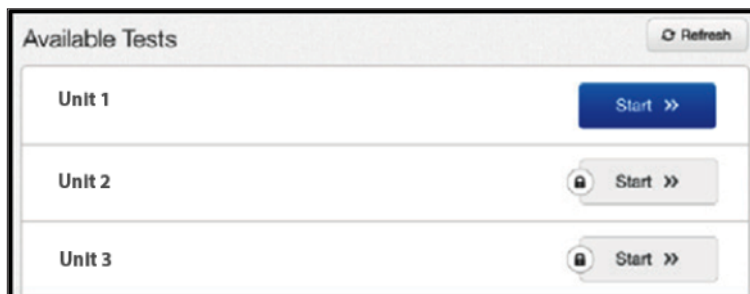 Available Tests
Refresh
Unit 1
Start »
Unit 2
Start »
Unit 3
Start »